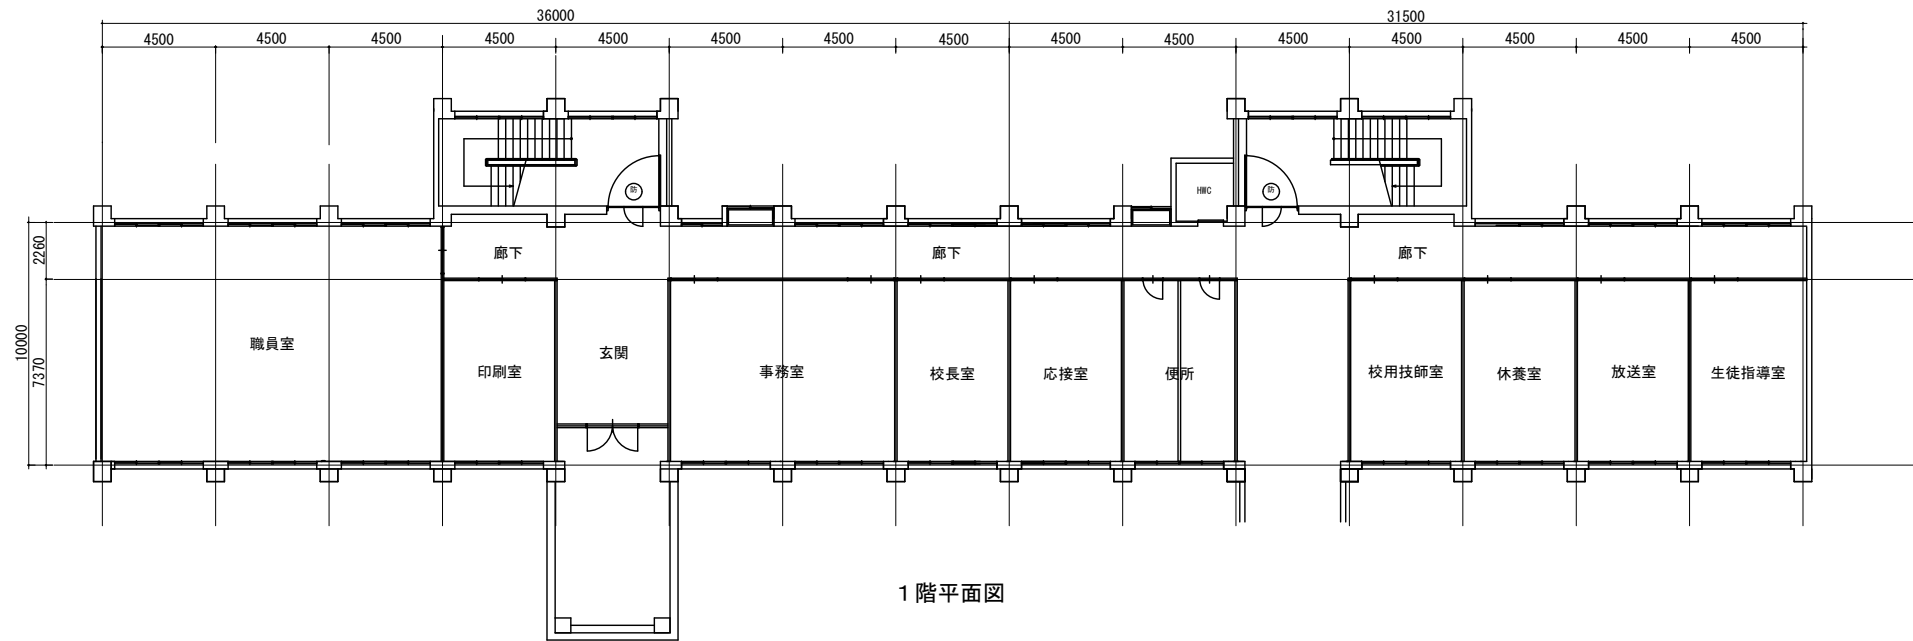 36000 31500
4500 4500 4500 4500 4500 4500 4500 4500 4500 4500 4500 4500 4500 4500 4500
防 HWC 防
2260 廊下 廊下 廊下
10000 7370
職員室 印刷室 玄関 事務室 校長室 応接室 便所 校用技師室 休養室 放送室 生徒指導室
1階平面図